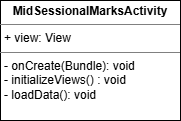 MidSessionalMarksActivity
+ view: View
- onCreate(Bundle): void
- initializeViews() : void
- loadData(): void